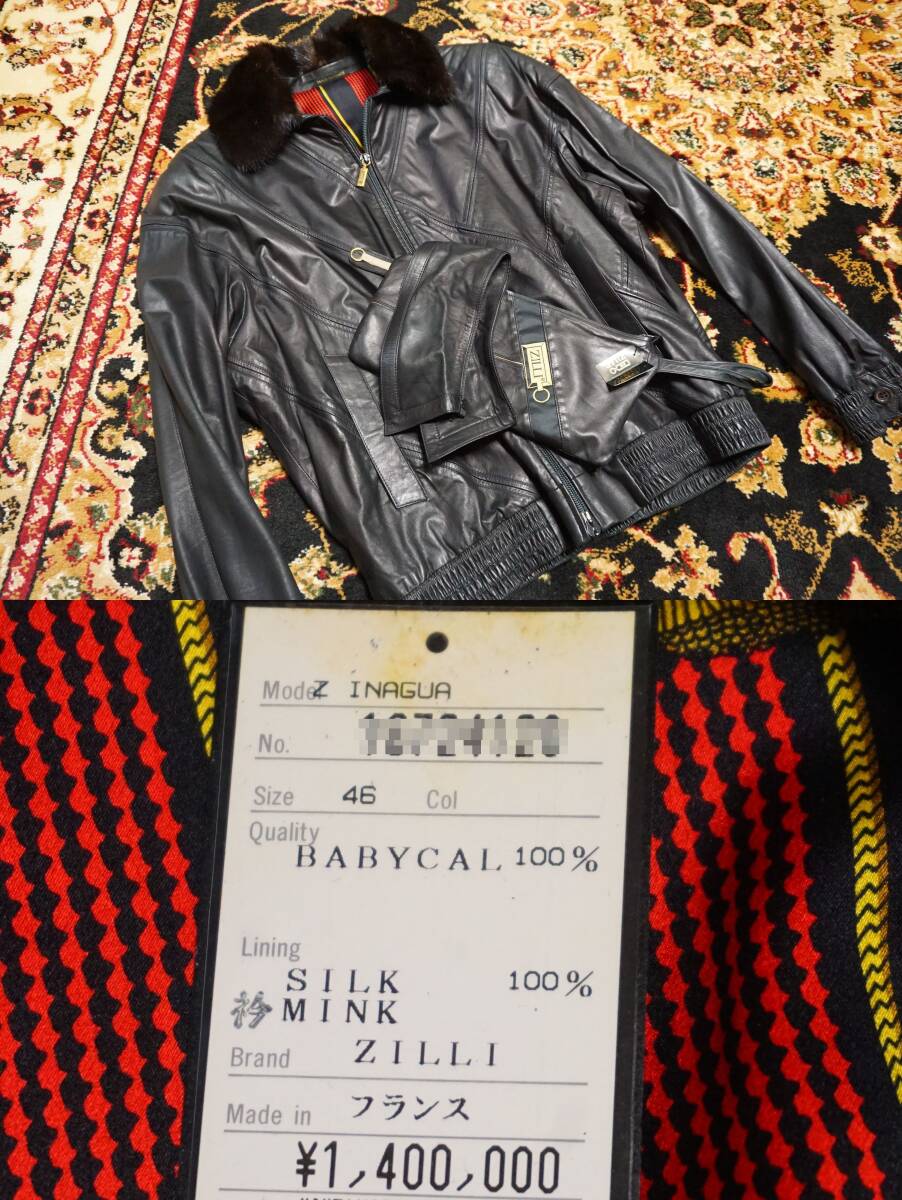 ZILLI
Model Z INAGUA
No.
Size 46 Col
Quality
BABYCAL 100%
Lining
SILK 100%
衿 MINK
Brand ZILLI
Made in フランス
¥1,400,000